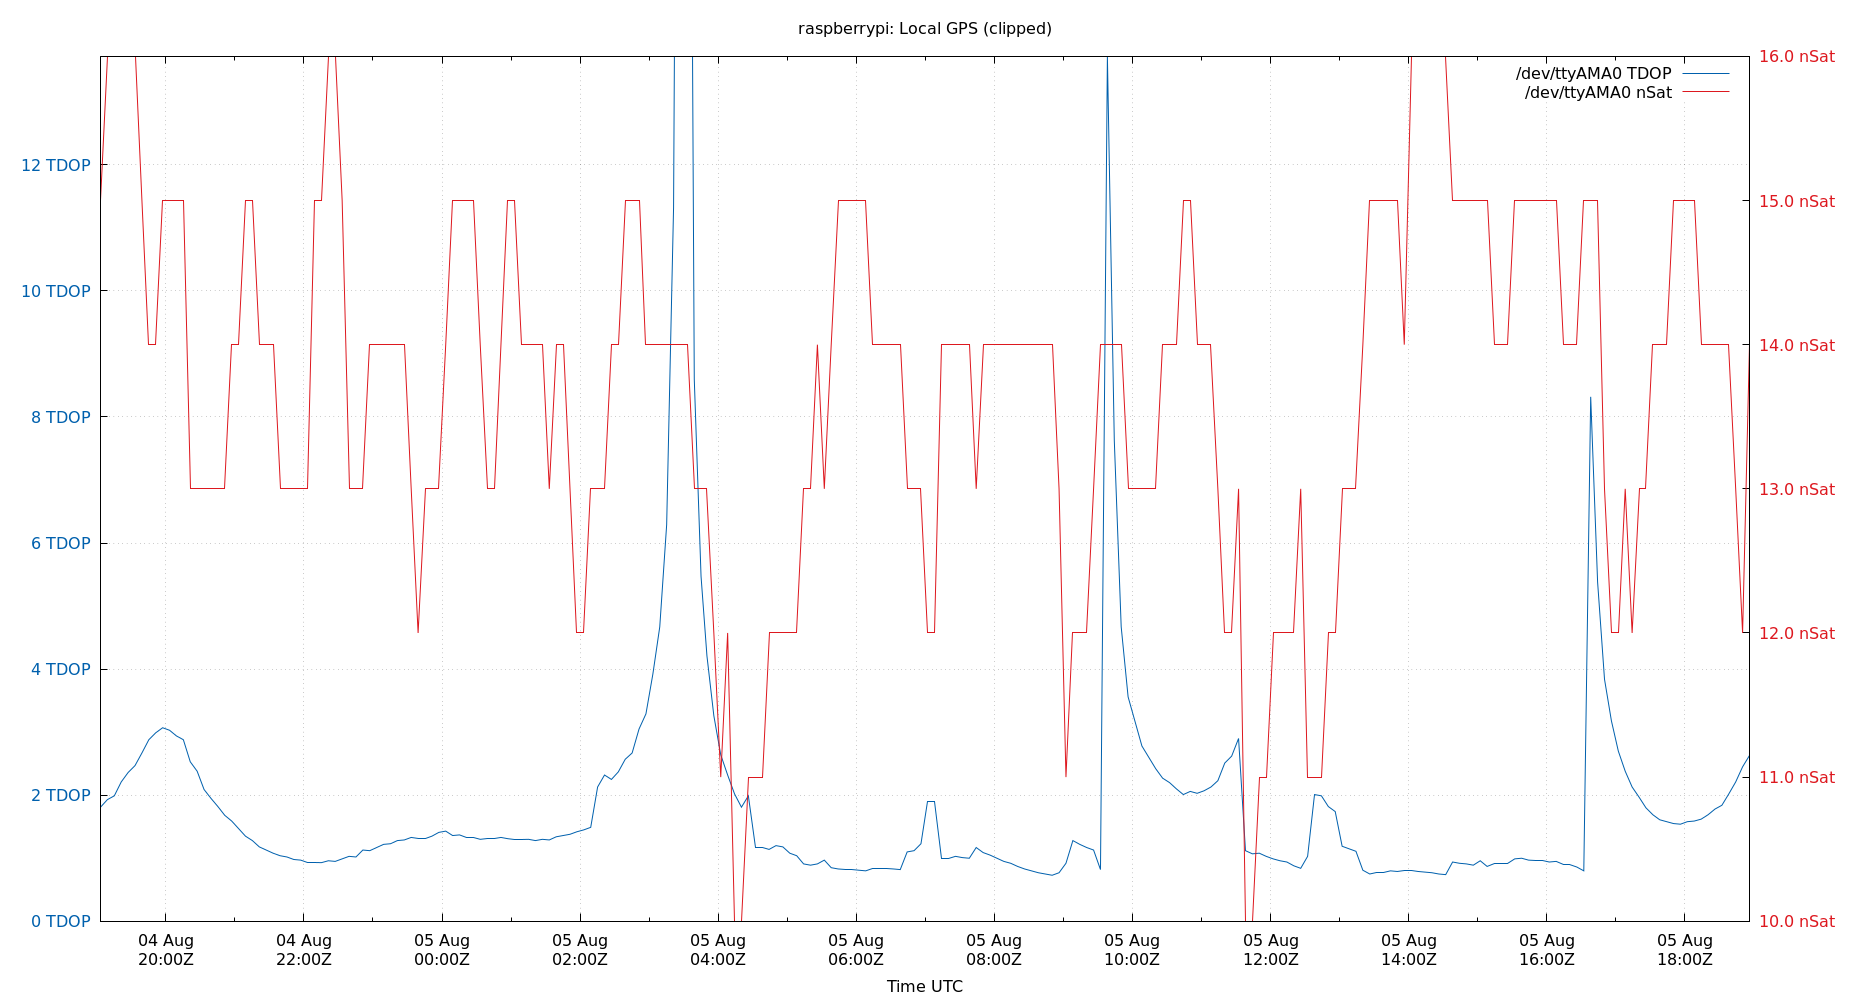 raspberrypi: Local GPS (clipped)
/dev/ttyAMA0 TDOP
/dev/ttyAMA0 nSat
16.0 nSat
12 TDOP
15.0 nSat
10 TDOP
14.0 nSat
8 TDOP
13.0 nSat
6 TDOP
12.0 nSat
4 TDOP
11.0 nSat
2 TDOP
10.0 nSat
0 TDOP
04 Aug 04 Aug 05 Aug 05 Aug 05 Aug 05 Aug 05 Aug 05 Aug 05 Aug 05 Aug 05 Aug 05 Aug
20:00Z 22:00Z 00:00Z 02:00Z 04:00Z 06:00Z 08:00Z 10:00Z 12:00Z 14:00Z 16:00Z 18:00Z
Time UTC